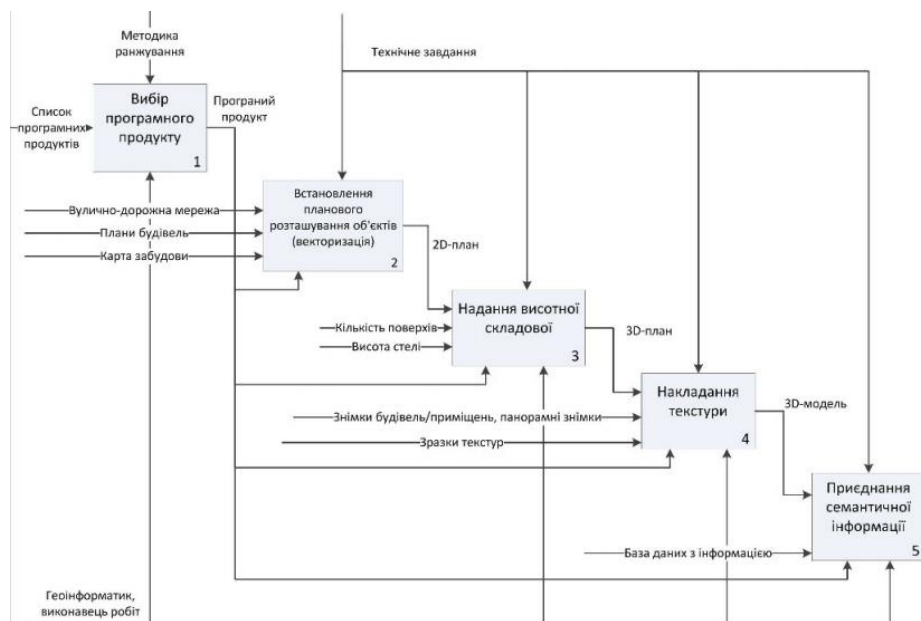 Методика
ранжування
Технічне завдання
Список
програмних
продуктів
Вибір
програмного
продукту
1
Програний
продукт
Вулично-дорожна мережа
Плани будівель
Карта забудови
Встановлення
планового
розташування об'єктів
(векторизація)
2
2D-план
Кількість поверхів
Висота стелі
Надання висотної
складової
3
3D-план
Знімки будівель/приміщень, панорамні знімки
Зразки текстур
Накладання
текстури
4
3D-модель
База даних з інформацією
Приєднання
семантичної
інформації
5
Геоінформатик,
виконавець робіт